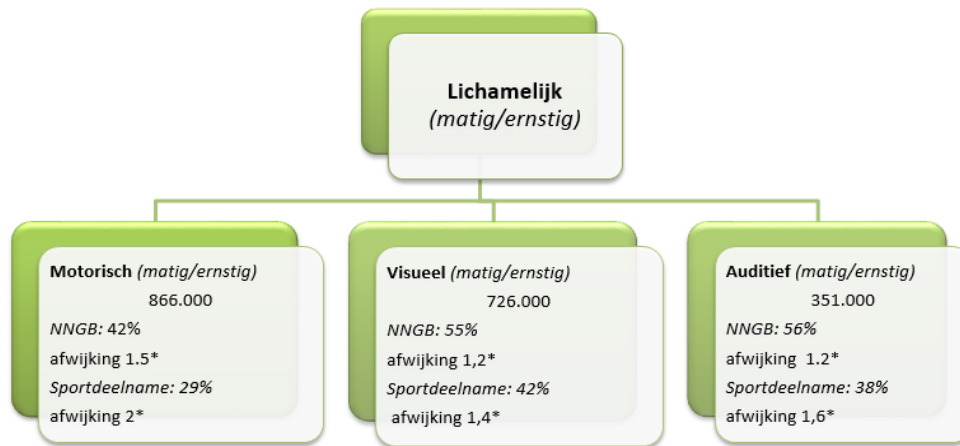 Lichamelijk
(matig/ernstig)
Motorisch (matig/ernstig)
866.000
NNGB: 42%
afwijking 1.5*
Sportdeelname: 29%
afwijking 2*
Visueel (matig/ernstig)
726.000
NNGB: 55%
afwijking 1,2*
Sportdeelname: 42%
afwijking 1,4*
Auditief (matig/ernstig)
351.000
NNGB: 56%
afwijking 1.2*
Sportdeelname: 38%
afwijking 1,6*